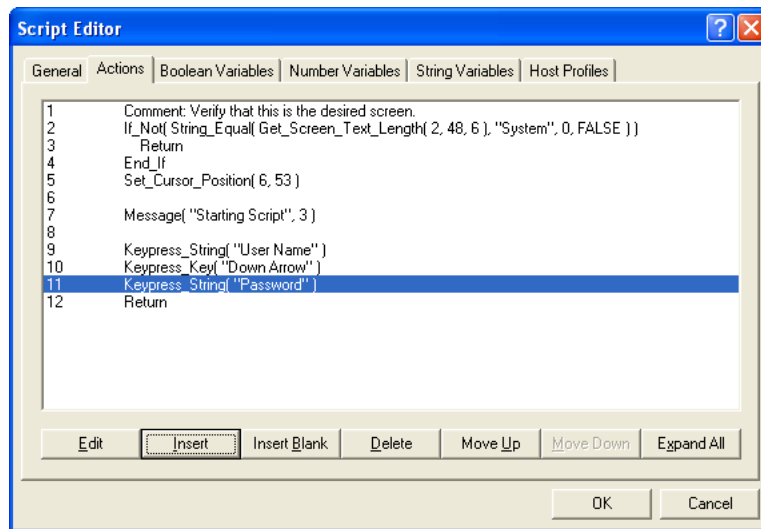 Script Editor
General Actions Boolean Variables Number Variables String Variables Host Profiles
1 Comment: Verify that this is the desired screen.
2 If_Not( String_Equal( Get_Screen_Text_Length( 2, 48, 6 ), "System", 0, FALSE ) )
3 Return
4 End_If
5 Set_Cursor_Position( 6, 53 )
6
7 Message( "Starting Script", 3 )
8
9 Keypress_String( "User Name" )
10 Keypress_Key( "Down Arrow" )
11 Keypress_String( "Password" )
12 Return
Edit Insert Insert Blank Delete Move Up Move Down Expand All
OK Cancel